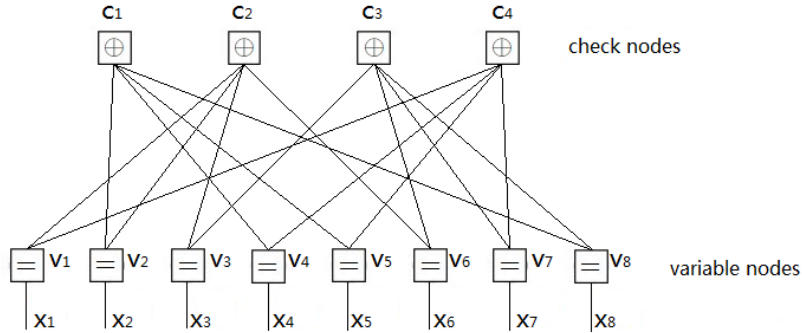 C1 C2 C3 C4
check nodes
V1 V2 V3 V4 V5 V6 V7 V8
variable nodes
X1 X2 X3 X4 X5 X6 X7 X8